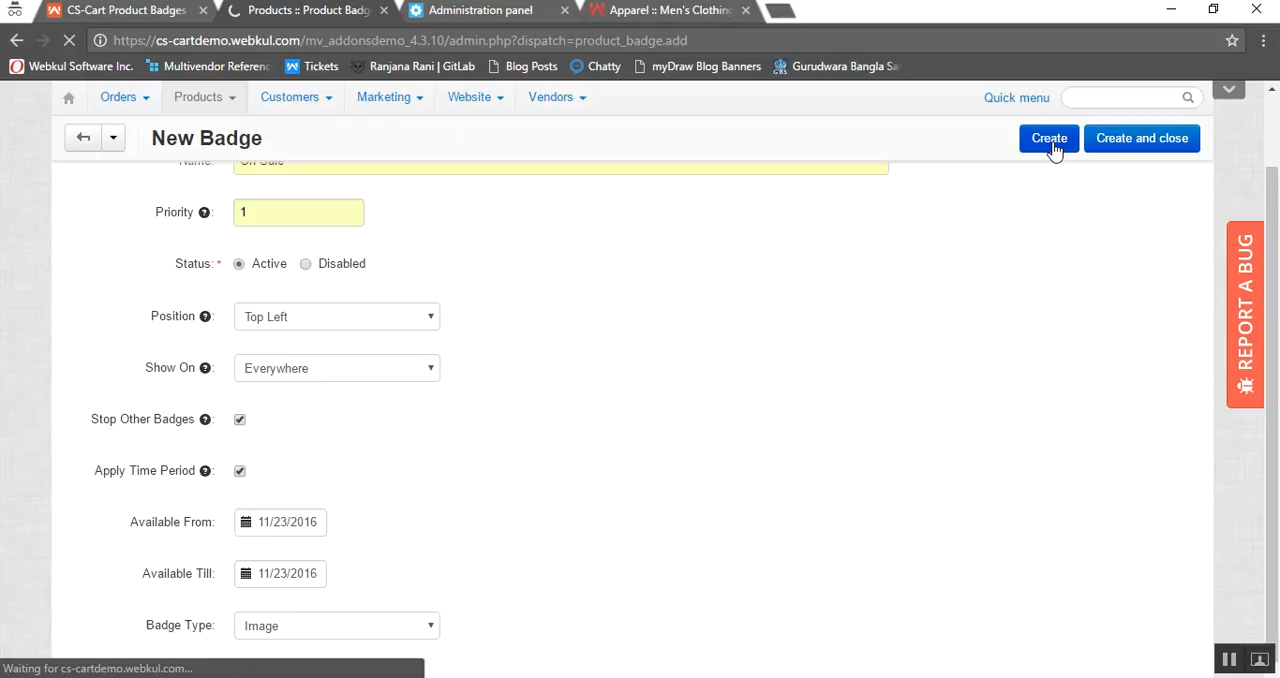 CS-Cart Product Badges
Products :: Product Badg
Administration panel
Apparel :: Men's Clothing
https://cs-cartdemo.webkul.com/mv_addonsdemo_4.3.10/admin.php?dispatch=product_badge.add
Webkul Software Inc.
Multivendor Referenc
Tickets
Ranjana Rani | GitLab
Blog Posts
Chatty
myDraw Blog Banners
Gurudwara Bangla Sa
Orders
Products
Customers
Marketing
Website
Vendors
Quick menu
New Badge
Create
Create and close
Name:
On Sale
Priority ?:
1
Status: *
Active
Disabled
Position ?:
Top Left
Show On ?:
Everywhere
Stop Other Badges ?:
Apply Time Period ?:
Available From:
11/23/2016
Available Till:
11/23/2016
Badge Type:
Image
REPORT A BUG
Waiting for cs-cartdemo.webkul.com...